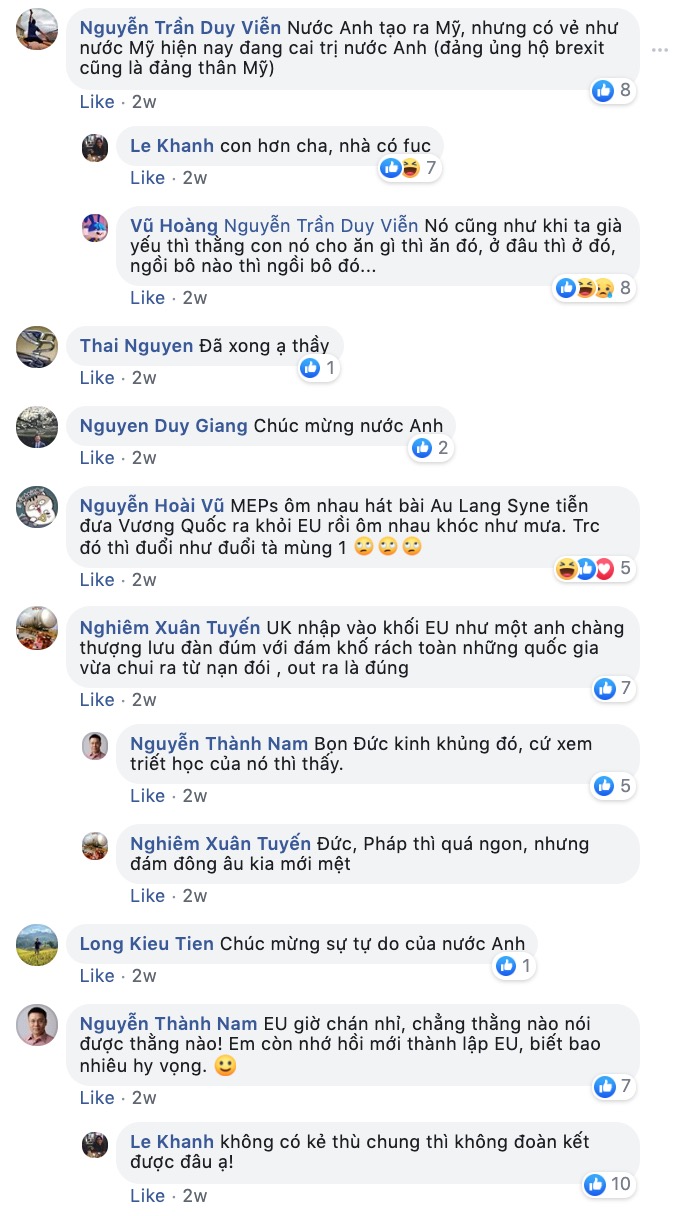 Nguyễn Trần Duy Viễn Nước Anh tạo ra Mỹ, nhưng có vẻ như
nước Mỹ hiện nay đang cai trị nước Anh (đảng ủng hộ brexit
cũng là đảng thân Mỹ)
8
Like · 2w
Le Khanh con hơn cha, nhà có fuc
7
Like · 2w
Vũ Hoàng Nguyễn Trần Duy Viễn Nó cũng như khi ta già
yếu thì thằng con nó cho ăn gì thì ăn đó, ở đâu thì ở đó,
ngồi bô nào thì ngồi bô đó...
8
Like · 2w
Thai Nguyen Đã xong ạ thầy
1
Like · 2w
Nguyen Duy Giang Chúc mừng nước Anh
2
Like · 2w
Nguyễn Hoài Vũ MEPs ôm nhau hát bài Au Lang Syne tiễn
đưa Vương Quốc ra khỏi EU rồi ôm nhau khóc như mưa. Trc
đó thì đuổi như đuổi tà mùng 1 🙄🙄🙄
5
Like · 2w
Nghiêm Xuân Tuyến UK nhập vào khối EU như một anh chàng
thượng lưu đàn đúm với đám khố rách toàn những quốc gia
vừa chui ra từ nạn đói , out ra là đúng
7
Like · 2w
Nguyễn Thành Nam Bọn Đức kinh khủng đó, cứ xem
triết học của nó thì thấy.
5
Like · 2w
Nghiêm Xuân Tuyến Đức, Pháp thì quá ngon, nhưng
đám đông âu kia mới mệt
Like · 2w
Long Kieu Tien Chúc mừng sự tự do của nước Anh
1
Like · 2w
Nguyễn Thành Nam EU giờ chán nhỉ, chẳng thằng nào nói
được thằng nào! Em còn nhớ hồi mới thành lập EU, biết bao
nhiêu hy vọng. 🙂
7
Like · 2w
Le Khanh không có kẻ thù chung thì không đoàn kết
được đâu ạ!
10
Like · 2w